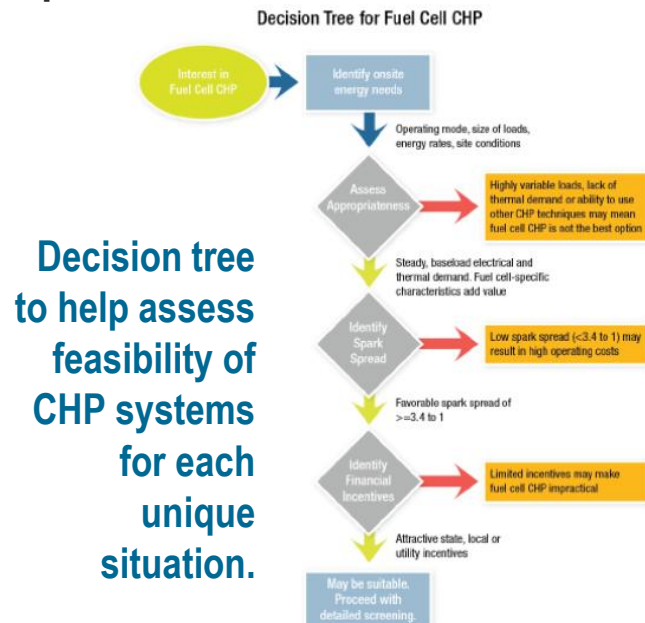 Decision Tree for Fuel Cell CHP
Interest in
Fuel Cell CHP
Identify onsite
energy needs
Operating mode, size of loads,
energy rates, site conditions
Assess
Appropriateness
Highly variable loads, lack of
thermal demand or ability to use
other CHP techniques may mean
fuel cell CHP is not the best option
Steady, baseload electrical and
thermal demand. Fuel cell-specific
characteristics add value
Decision tree
to help assess
feasibility of
CHP systems
for each
unique
situation.
Identify
Spark
Spread
Low spark spread (<3.4 to 1) may
result in high operating costs
Favorable spark spread of
>=3.4 to 1
Identify
Financial
Incentives
Limited incentives may make
fuel cell CHP impractical
Attractive state, local or
utility incentives
May be suitable.
Proceed with
detailed screening.